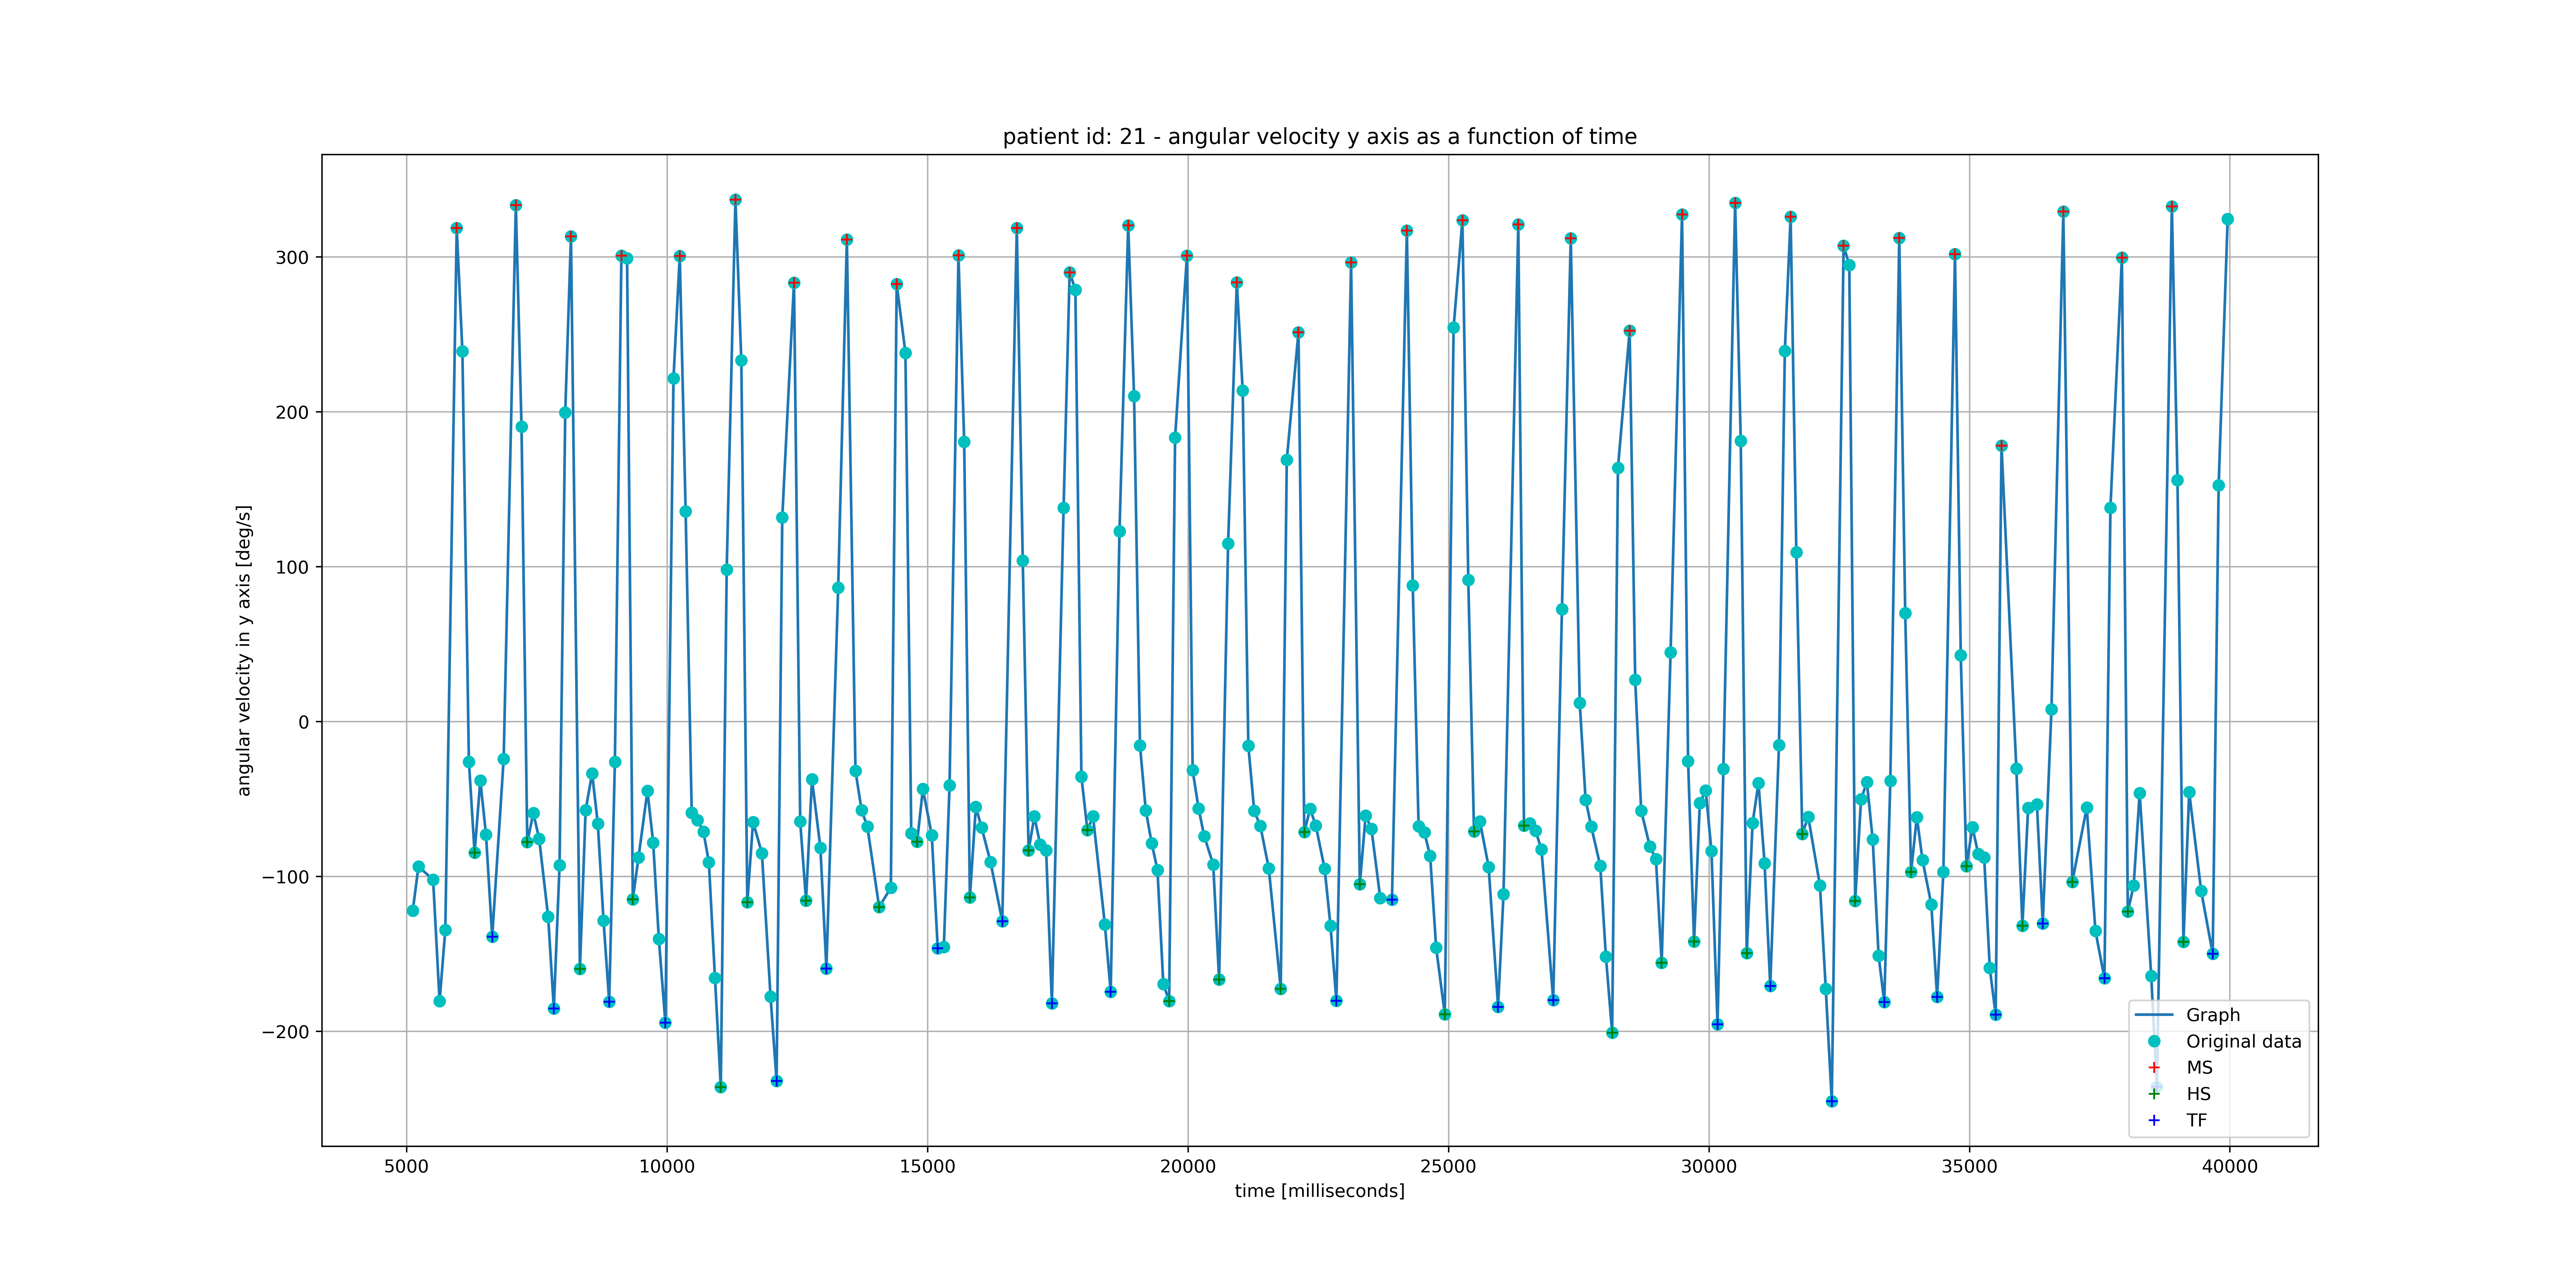 patient id: 21 - angular velocity y axis as a function of time
angular velocity in y axis [deg/s]
300
200
100
0
−100
−200
5000 10000 15000 20000 25000 30000 35000 40000
time [milliseconds]
Graph
Original data
MS
HS
TF